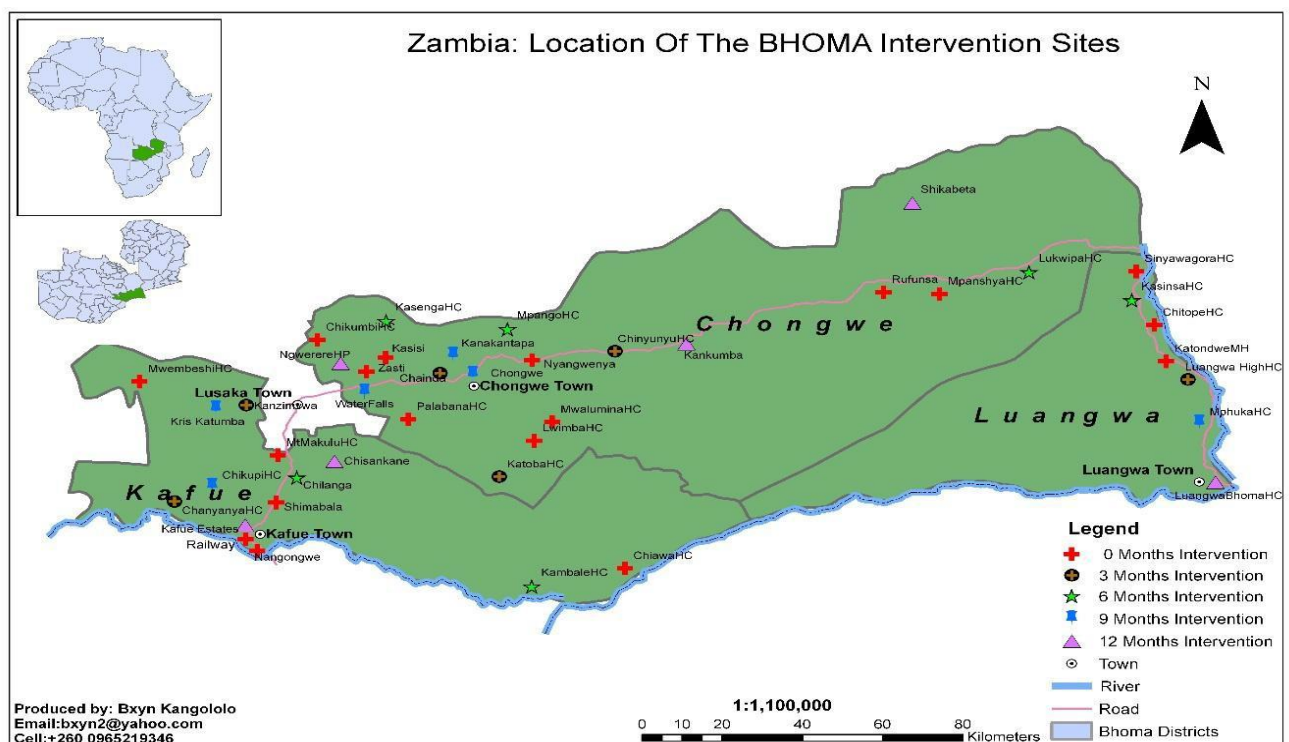 Zambia: Location Of The BHOMA Intervention Sites
N
Shikabeta
LukwipaHC
SinyawagoraHC
Rufunsa
MpanshyaHC
KasinsaHC
KasengaHC
MpangoHC
ChitopeHC
ChikumbiHC
Kanakantapa
ChinyunyuHC
Chongwe
NgwerereHP
Kasisi
Nyangwenya
Kankumba
KatondweMH
MwembeshiHC
Zasti
Chainda
Chongwe
Luangwa HighHC
Lusaka Town
Chongwe Town
Kanzimwa
WaterFalls
PalabanaHC
MwaluminaHC
Luangwa
MphukaHC
Kris Katumba
LwimbaHC
MtMakuluHC
Chisankane
KatobaHC
Luangwa Town
ChikupiHC
Chilanga
Kafue
LuangwaBhomaHC
ChanyanyaHC
Shimabala
Kafue Estates
Kafue Town
Railway
Nangongwe
ChiawaHC
KambaleHC
Legend
0 Months Intervention
3 Months Intervention
6 Months Intervention
9 Months Intervention
12 Months Intervention
Town
River
Road
Bhoma Districts
Produced by: Bxyn Kangololo
Email:bxyn2@yahoo.com
Cell:+260 0965219346
1:1,100,000
0 10 20 40 60 80
Kilometers